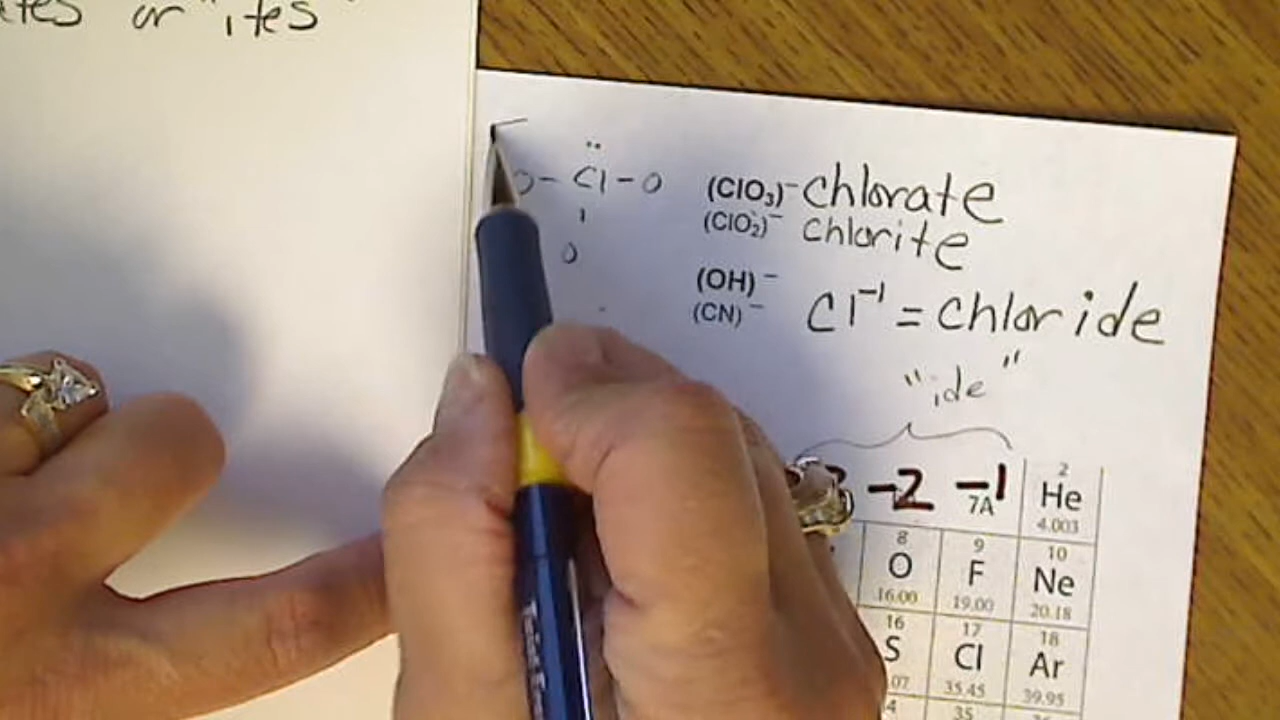 or "ites"
O - Cl - O
O
(ClO₃)⁻ chlorate
(ClO₂)⁻ chlorite
(OH)⁻
(CN)⁻
Cl⁻¹ = chloride
"ide"
-2 -1
7A
2
He
4.003
8 9 10
O F Ne
16.00 19.00 20.18
16 17 18
S Cl Ar
07 35.45 39.95
35